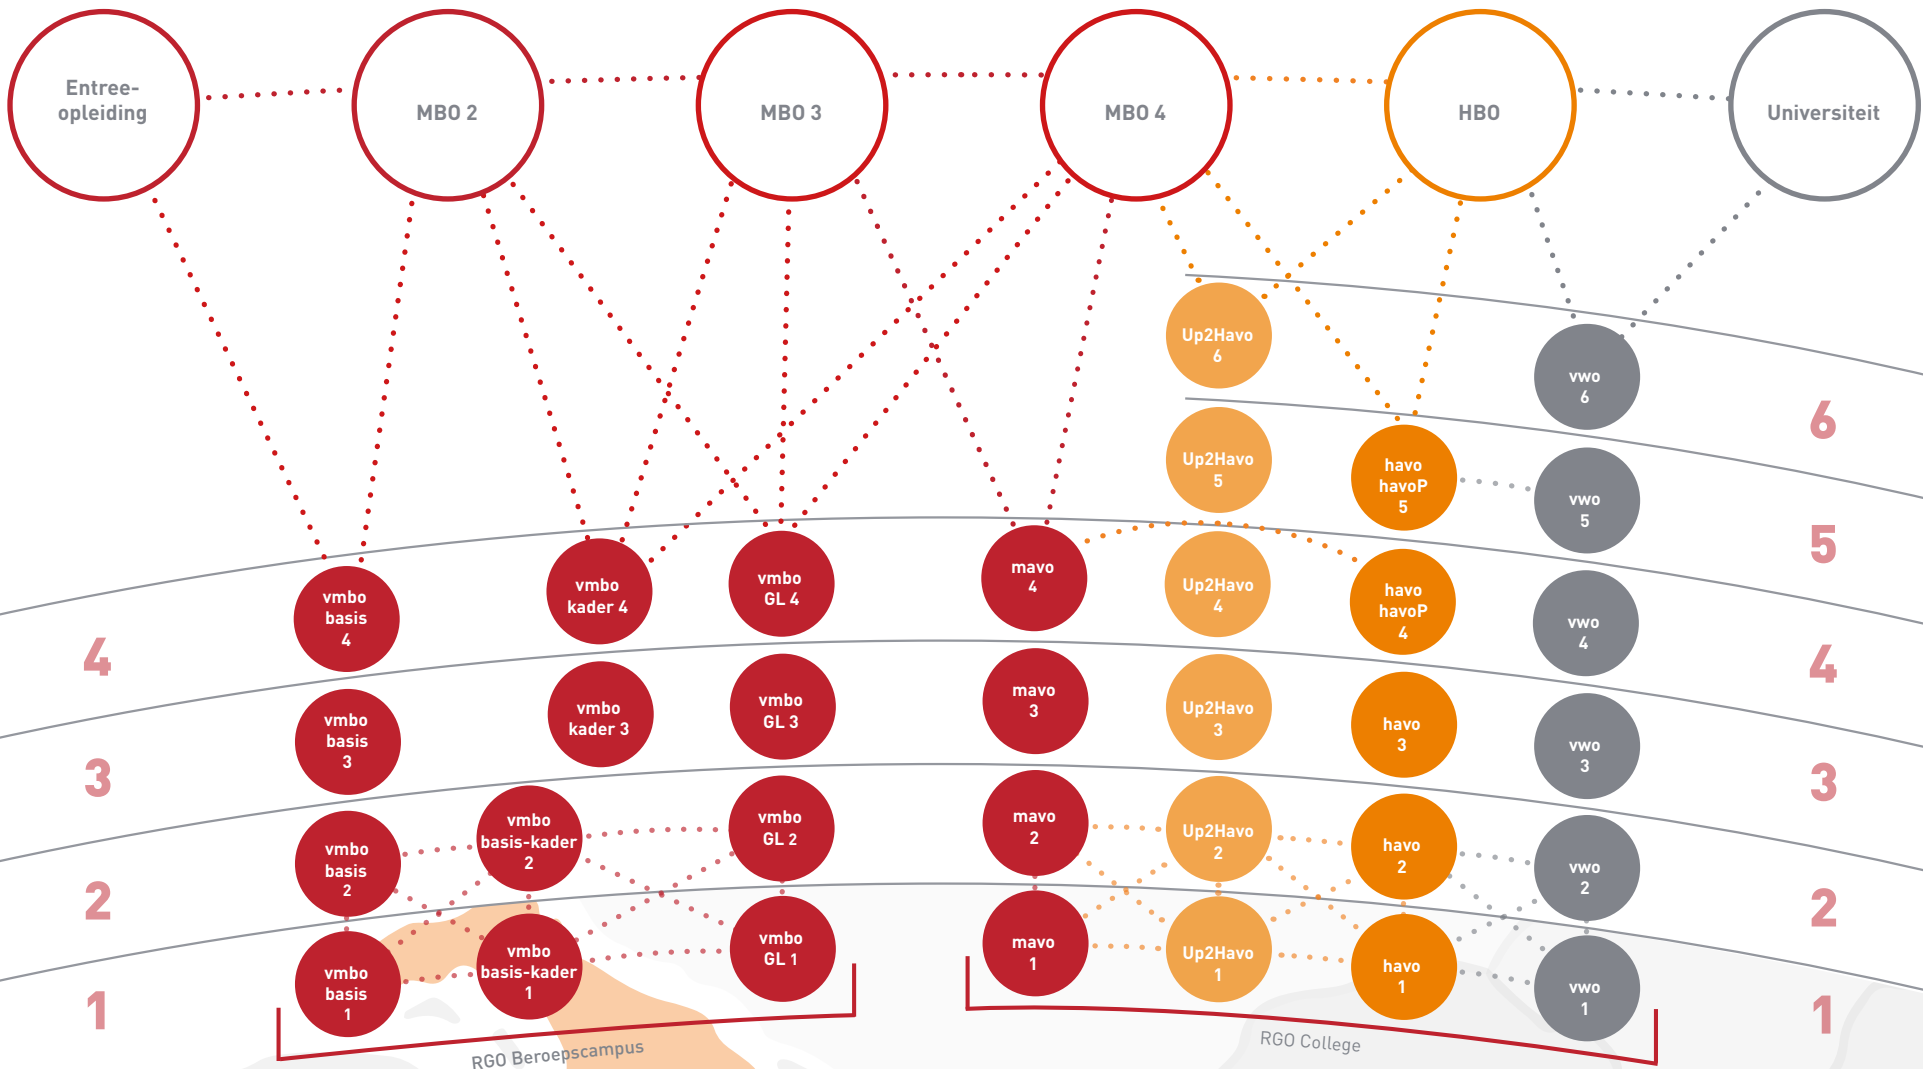 Entree-
opleiding
MBO 2
MBO 3
MBO 4
HBO
Universiteit
Up2Havo
6
vwo
6
6
Up2Havo
5
havo
havoP
5
vwo
5
5
vmbo
basis
4
vmbo
kader 4
vmbo
GL 4
mavo
4
Up2Havo
4
havo
havoP
4
vwo
4
4
4
vmbo
basis
3
vmbo
kader 3
vmbo
GL 3
mavo
3
Up2Havo
3
havo
3
vwo
3
3
3
vmbo
basis
2
vmbo
basis-kader
2
vmbo
GL 2
mavo
2
Up2Havo
2
havo
2
vwo
2
2
2
vmbo
basis
1
vmbo
basis-kader
1
vmbo
GL 1
mavo
1
Up2Havo
1
havo
1
vwo
1
1
1
RGO Beroepscampus
RGO College